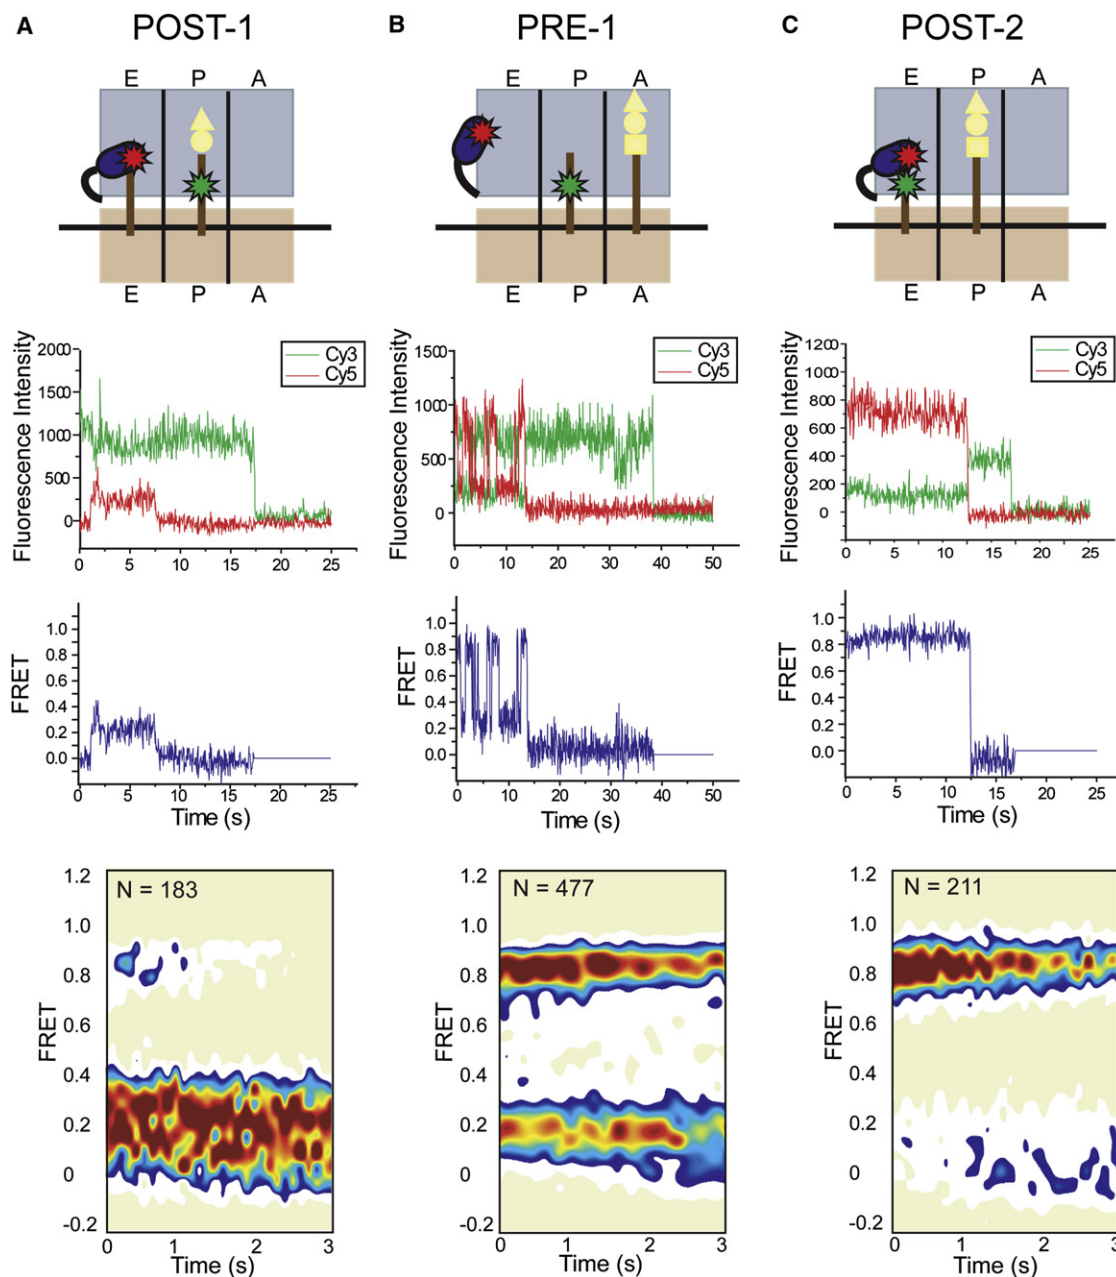 A POST-1
E P A
E P A
Fluorescence Intensity
2000
1500
1000
500
0
Cy3
Cy5
0 5 10 15 20 25
FRET
1.0
0.8
0.6
0.4
0.2
0.0
0 5 10 15 20 25
Time (s)
N = 183
FRET
1.2
1.0
0.8
0.6
0.4
0.2
0
-0.2
0 1 2 3
Time (s)
B PRE-1
E P A
E P A
Fluorescence Intensity
1500
1000
500
0
Cy3
Cy5
0 10 20 30 40 50
FRET
1.0
0.8
0.6
0.4
0.2
0.0
0 10 20 30 40 50
Time (s)
N = 477
FRET
1.2
1.0
0.8
0.6
0.4
0.2
0
-0.2
0 1 2 3
Time (s)
C POST-2
E P A
E P A
Fluorescence Intensity
1200
1000
800
600
400
200
0
Cy3
Cy5
0 5 10 15 20 25
FRET
1.0
0.8
0.6
0.4
0.2
0.0
0 5 10 15 20 25
Time (s)
N = 211
FRET
1.2
1.0
0.8
0.6
0.4
0.2
0
-0.2
0 1 2 3
Time (s)